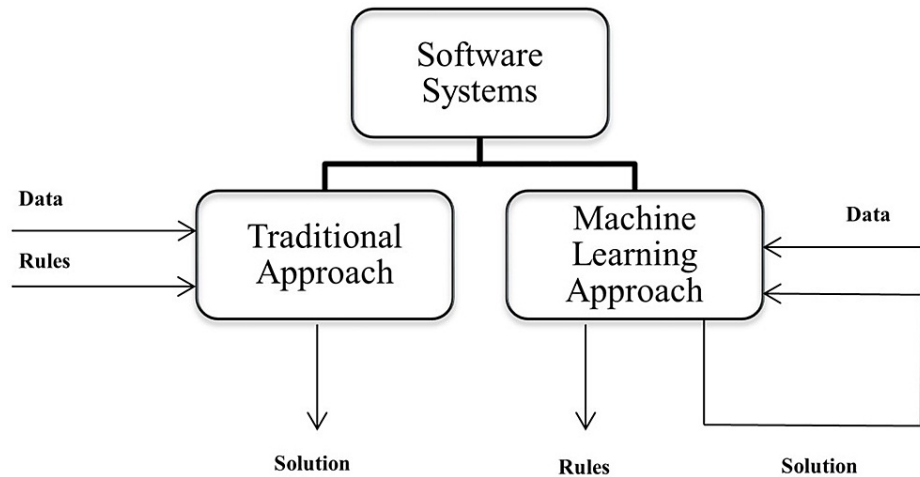 Software
Systems
Data
Rules
Traditional
Approach
Machine
Learning
Approach
Data
Solution
Rules
Solution